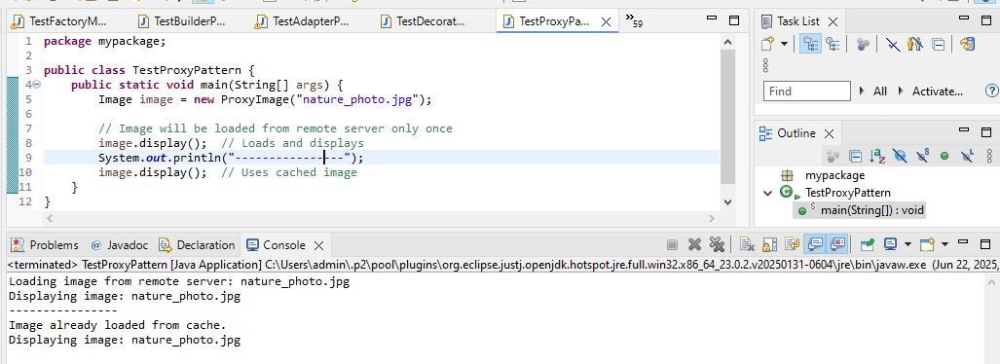 TestFactoryM...
TestBuilderP...
TestAdapterP...
TestDecorat...
TestProxyPa...
»59
1 package mypackage;
2
3 public class TestProxyPattern {
4 public static void main(String[] args) {
5 Image image = new ProxyImage("nature_photo.jpg");
6
7 // Image will be loaded from remote server only once
8 image.display();  // Loads and displays
9 System.out.println("----------------");
10 image.display();  // Uses cached image
11 }
12 }
Task List
Find
All
Activate...
Outline
mypackage
TestProxyPattern
main(String[]) : void
Problems
Javadoc
Declaration
Console
<terminated> TestProxyPattern [Java Application] C:\Users\admin\.p2\pool\plugins\org.eclipse.justj.openjdk.hotspot.jre.full.win32.x86_64_23.0.2.v20250131-0604\jre\bin\javaw.exe (Jun 22, 2025,
Loading image from remote server: nature_photo.jpg
Displaying image: nature_photo.jpg
----------------
Image already loaded from cache.
Displaying image: nature_photo.jpg